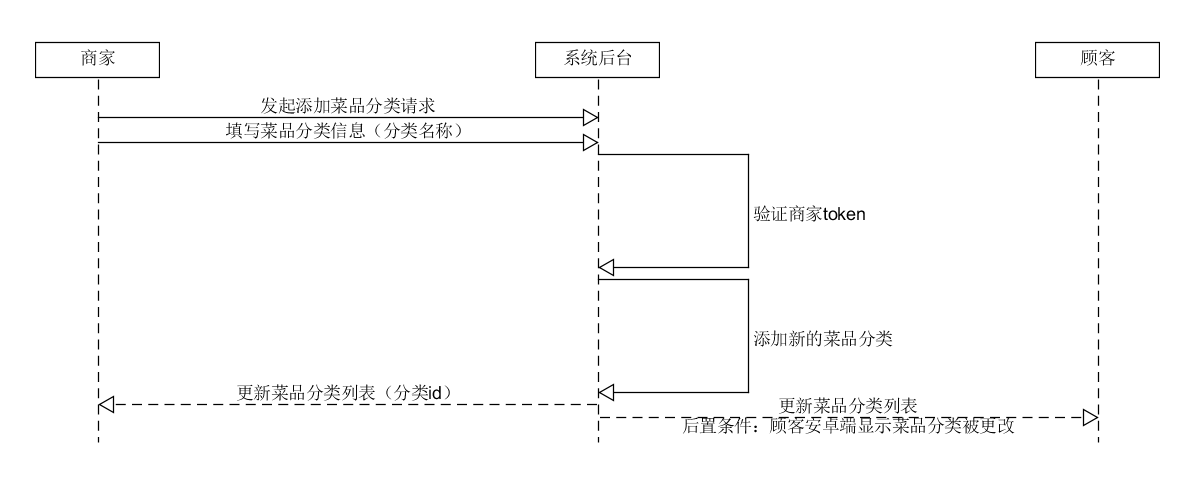 商家
系统后台
顾客
发起添加菜品分类请求
填写菜品分类信息（分类名称）
验证商家token
添加新的菜品分类
更新菜品分类列表（分类id）
更新菜品分类列表
后置条件：顾客安卓端显示菜品分类被更改